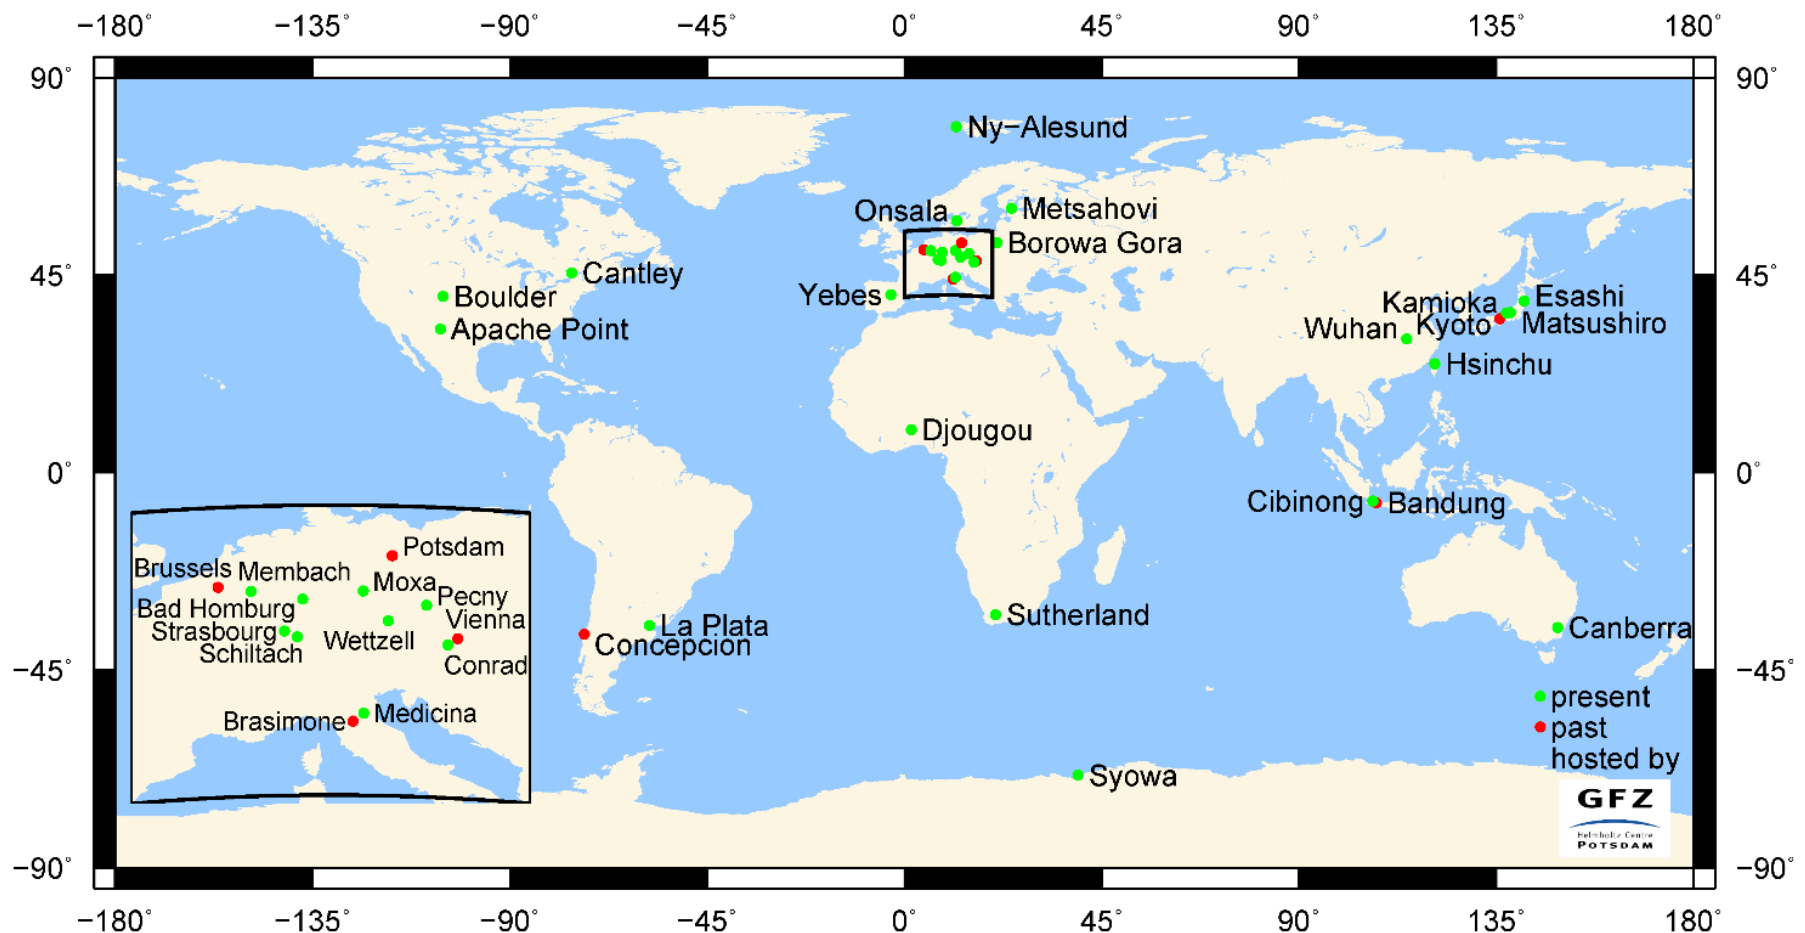 −180° −135° −90° −45° 0° 45° 90° 135° 180°
90° 90°
Ny−Alesund
Onsala Metsahovi
Borowa Gora
45° Cantley 45°
Boulder Yebes Kamioka Esashi
Apache Point Wuhan Kyoto Matsushiro
Hsinchu
Djougou
0° 0°
Cibinong Bandung
Potsdam
Brussels Membach
Moxa
Bad Homburg Pecny
Strasbourg Vienna
Schiltach Wettzell
Conrad
Brasimone Medicina
Sutherland
La Plata
Concepcion
Canberra
−45° −45°
present
past
hosted by
Syowa
GFZ
Helmholtz Centre
POTSDAM
−90° −90°
−180° −135° −90° −45° 0° 45° 90° 135° 180°